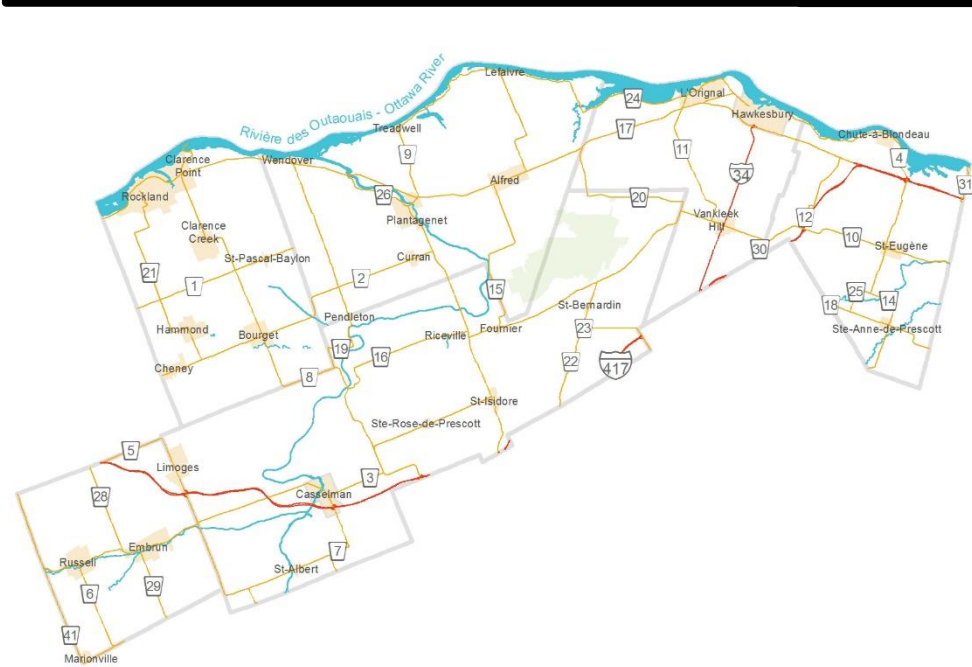 Lefaivre
Rivière des Outaouais - Ottawa River
24
L'Orignal
Hawkesbury
Treadwell
17
Chute-à-Blondeau
9
11
4
Clarence
Point
Wendover
34
31
Alfred
Rockland
26
20
Plantagenet
Vankleek
Hill
12
Clarence
Creek
10
30
St-Eugène
St-Pascal-Baylon
Curran
21
1
2
15
25
14
18
St-Bernardin
Pendleton
Hammond
Bourget
Riceville
Fournier
23
Ste-Anne-de-Prescott
19
16
22
417
Cheney
8
St-Isidore
Ste-Rose-de-Prescott
5
Limoges
3
28
Casselman
Embrun
7
Russell
St-Albert
6
29
41
Marionville